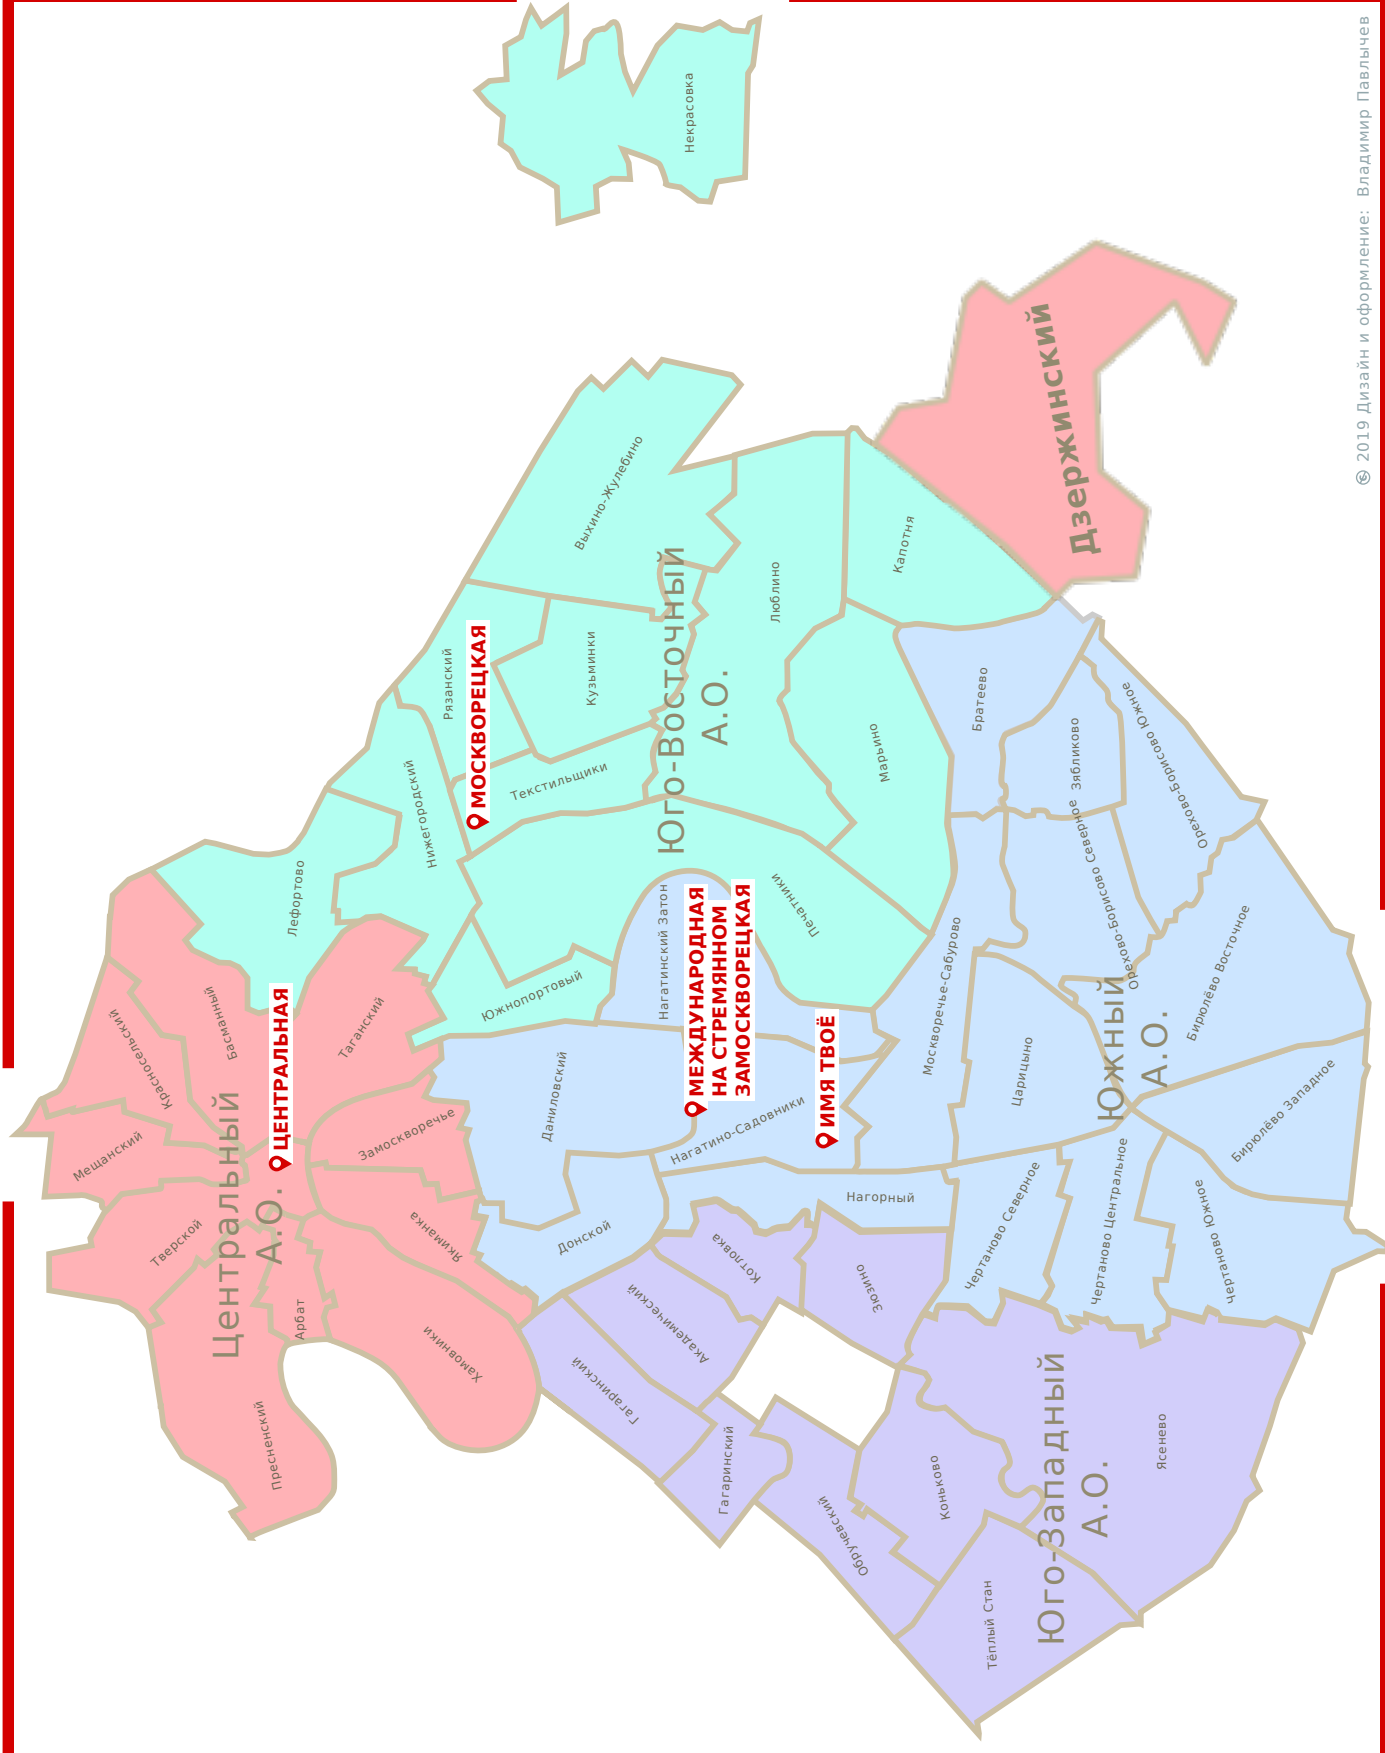 Центральный
А.О.
Мещанский
Красносельский
Басманный
Тверской
Пресненский
Арбат
Хамовники
Якиманка
Замоскворечье
Таганский
ЦЕНТРАЛЬНАЯ
Юго-Восточный
А.О.
Лефортово
Нижегородский
Рязанский
МОСКВОРЕЦКАЯ
Выхино-Жулебино
Кузьминки
Текстильщики
Южнопортовый
Печатники
Люблино
Марьино
Капотня
Некрасовка
Дзержинский
Южный
А.О.
Даниловский
Донской
Нагатинский Затон
МЕЖДУНАРОДНАЯ
НА СТРЕМЯННОМ
ЗАМОСКВОРЕЦКАЯ
Нагатино-Садовники
ИМЯ ТВОЁ
Нагорный
Москворечье-Сабурово
Братеево
Зябликово
Орехово-Борисово Южное
Орехово-Борисово Северное
Царицыно
Бирюлёво Восточное
Бирюлёво Западное
Чертаново Северное
Чертаново Центральное
Чертаново Южное
Юго-Западный
А.О.
Котловка
Академический
Гагаринский
Гагаринский
Зюзино
Обручевский
Коньково
Тёплый Стан
Ясенево
2019 Дизайн и оформление: Владимир Павлычев